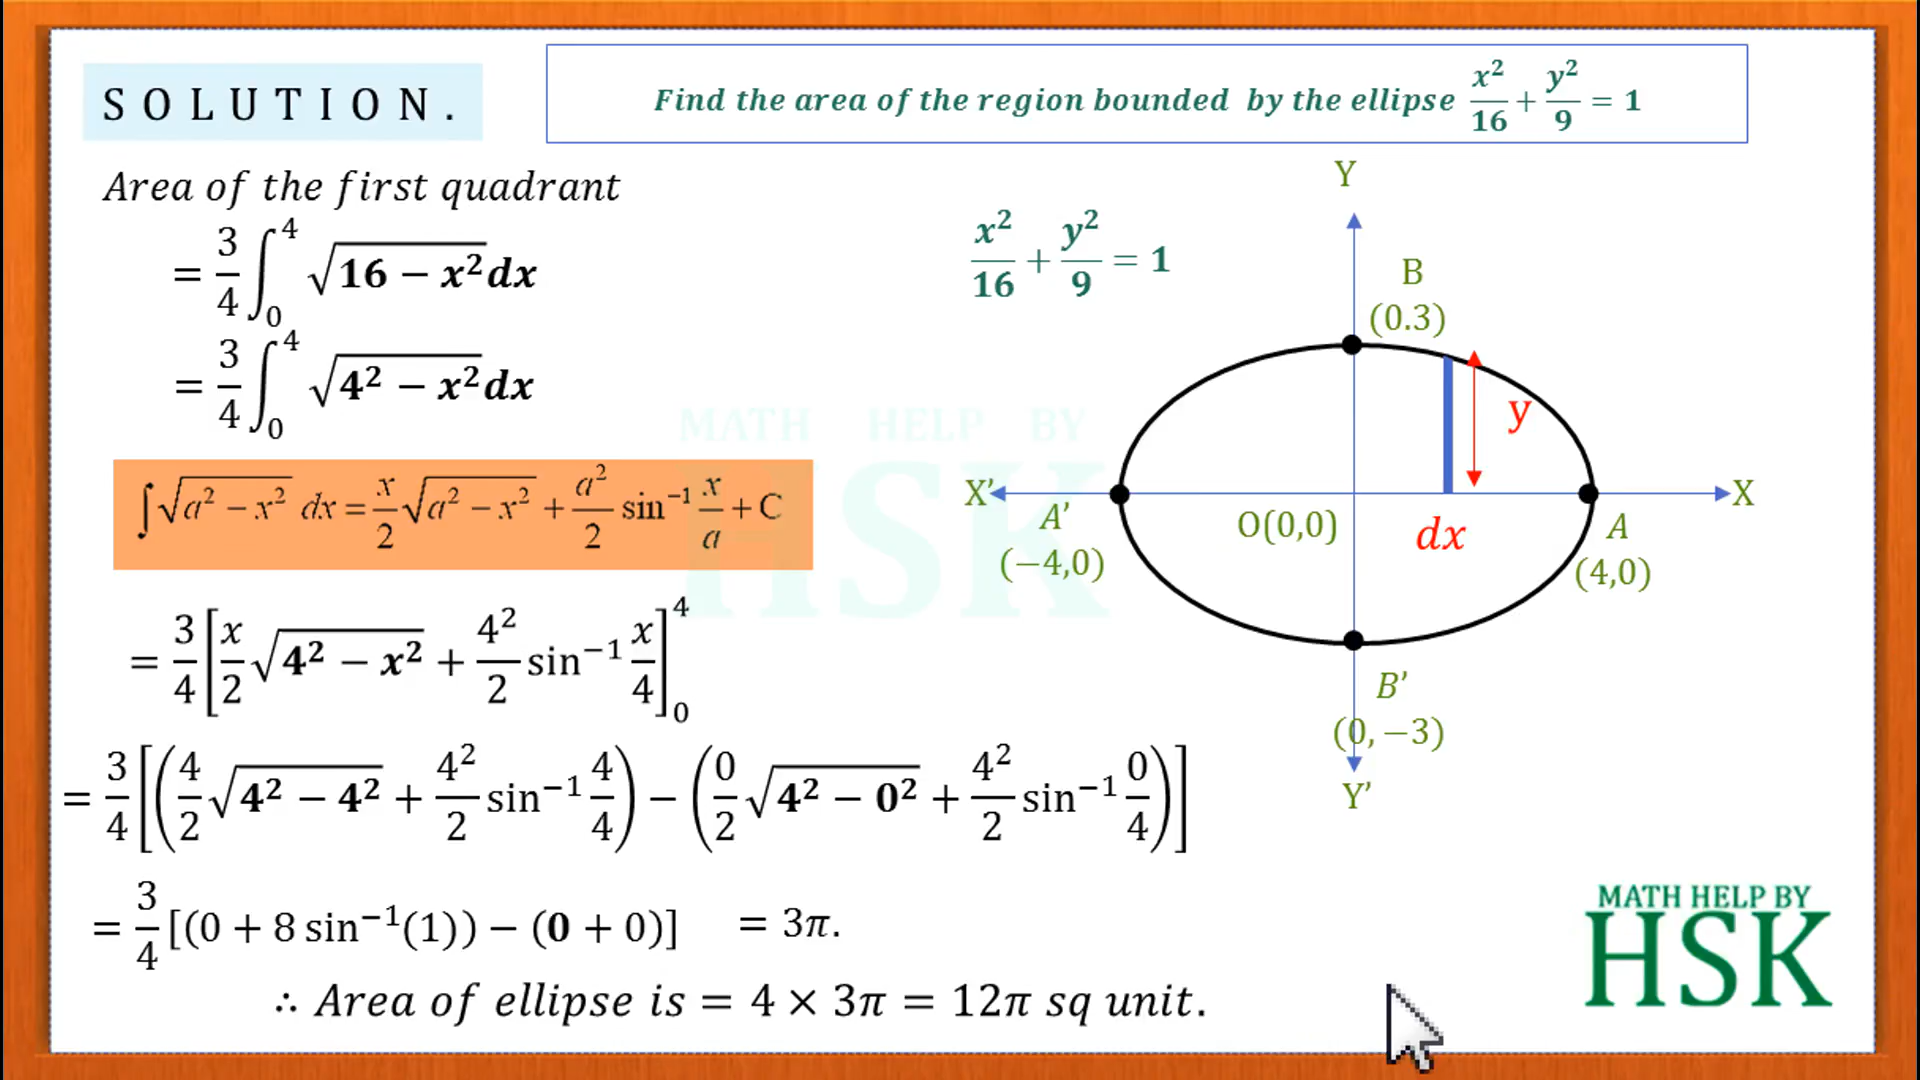 SOLUTION.
Find the area of the region bounded by the ellipse x²/16 + y²/9 = 1
Area of the first quadrant
= 3/4 ∫₀⁴ √(16 − x²) dx
= 3/4 ∫₀⁴ √(4² − x²) dx
∫√(a² − x²) dx = x/2 √(a² − x²) + a²/2 sin⁻¹ x/a + C
= 3/4 [x/2 √(4² − x²) + 4²/2 sin⁻¹ x/4]₀⁴
= 3/4 [(4/2 √(4² − 4²) + 4²/2 sin⁻¹ 4/4) − (0/2 √(4² − 0²) + 4²/2 sin⁻¹ 0/4)]
= 3/4 [(0 + 8 sin⁻¹(1)) − (0 + 0)] = 3π.
∴ Area of ellipse is = 4 × 3π = 12π sq unit.
x²/16 + y²/9 = 1
Y
B
(0.3)
y
X'
X
A'
(−4,0)
O(0,0)
dx
A
(4,0)
B'
(0, −3)
Y'
MATH HELP BY
HSK
MATH HELP BY
HSK